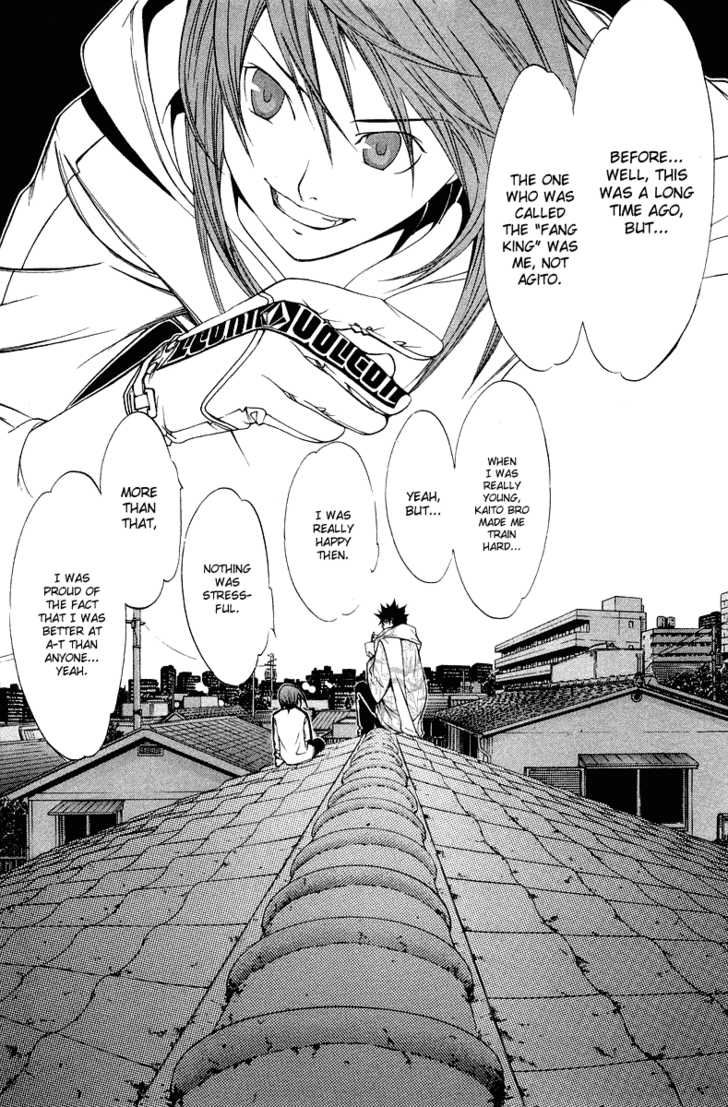 BEFORE...
WELL, THIS
WAS A LONG
TIME AGO,
BUT...
THE ONE
WHO WAS
CALLED
THE "FANG
KING" WAS
ME, NOT
AGITO.
WHEN
I WAS
REALLY
YOUNG,
KAITO BRO
MADE ME
TRAIN
HARD...
YEAH,
BUT...
I WAS
REALLY
HAPPY
THEN.
NOTHING
WAS
STRESS-
FUL.
MORE
THAN
THAT,
I WAS
PROUD OF
THE FACT
THAT I WAS
BETTER AT
A-T THAN
ANYONE...
YEAH.